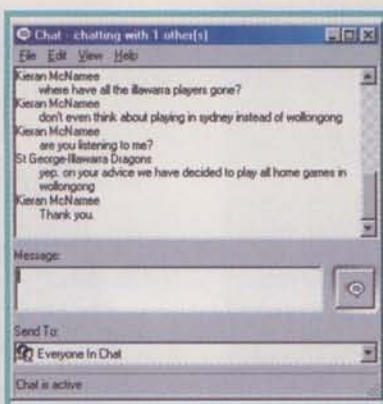 Chat - chatting with 1 other(s)
File Edit View Help
Kieran McNamee
where have all the illawarra players gone?
Kieran McNamee
don't even think about playing in sydney instead of wollongong
Kieran McNamee
are you listening to me?
St George-Illawarra Dragons
yep. on your advice we have decided to play all home games in
wollongong
Kieran McNamee
Thank you.
Message:
Send To:
Everyone In Chat
Chat is active